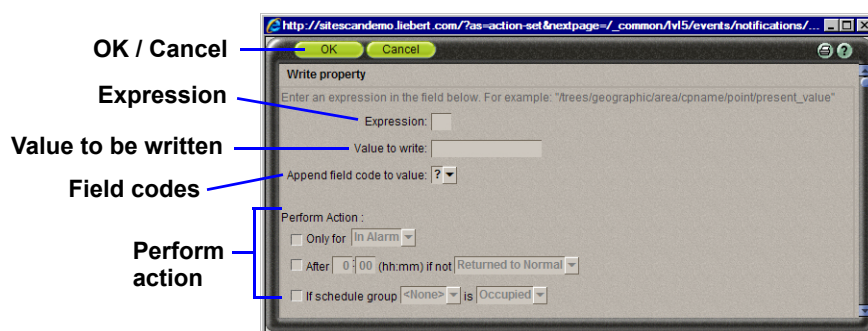 http://sitescandemo.liebert.com/?as=action-set&nextpage=/_common/lvl5/events/notifications/...
OK / Cancel
OK Cancel
Write property
Enter an expression in the field below. For example: "/trees/geographic/area/cpname/point/present_value"
Expression
Expression:
Value to be written
Value to write:
Field codes
Append field code to value: ?
Perform Action :
Only for In Alarm
Perform action
After 0 : 00 (hh:mm) if not Returned to Normal
If schedule group <None> is Occupied